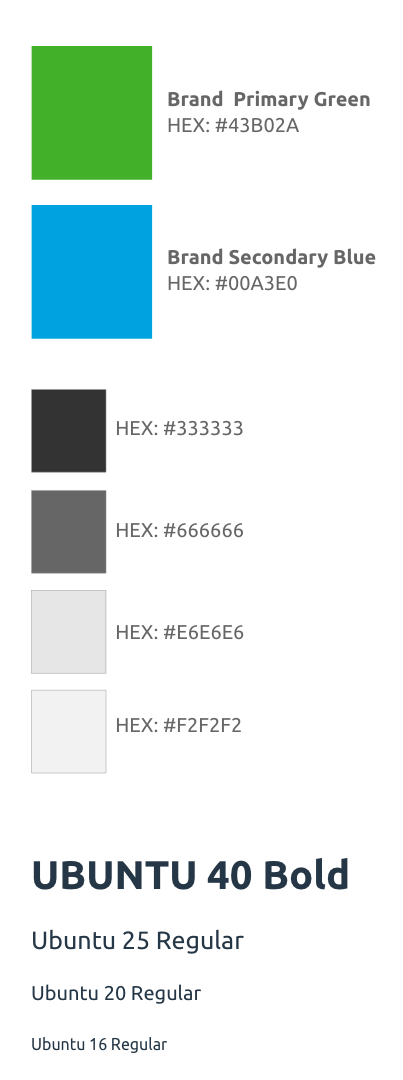 Brand  Primary Green
HEX: #43B02A
Brand Secondary Blue
HEX: #00A3E0
HEX: #333333
HEX: #666666
HEX: #E6E6E6
HEX: #F2F2F2
UBUNTU 40 Bold
Ubuntu 25 Regular
Ubuntu 20 Regular
Ubuntu 16 Regular